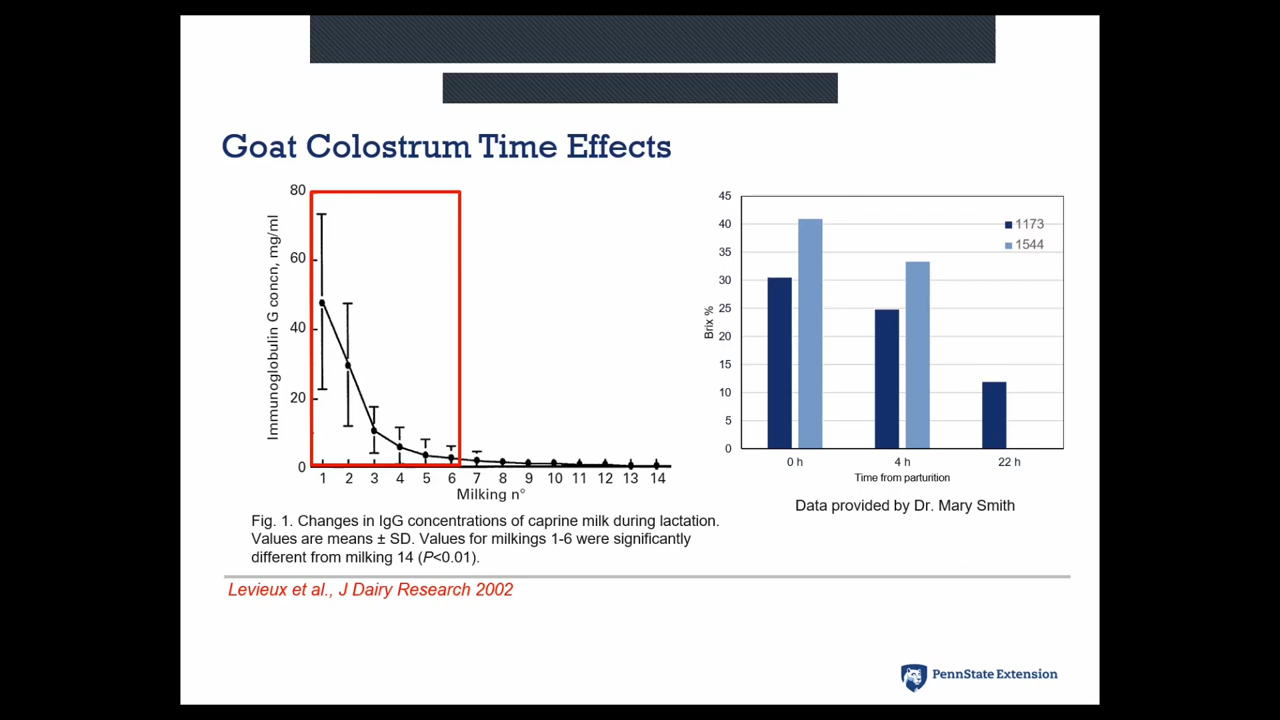 Goat Colostrum Time Effects
80
60
40
20
0
Immunoglobulin G concn, mg/ml
1 2 3 4 5 6 7 8 9 10 11 12 13 14
Milking n°
Fig. 1. Changes in IgG concentrations of caprine milk during lactation.
Values are means ± SD. Values for milkings 1-6 were significantly
different from milking 14 (P<0.01).
45
40
35
30
25
20
15
10
5
0
Brix %
1173
1544
0 h 4 h 22 h
Time from parturition
Data provided by Dr. Mary Smith
Levieux et al., J Dairy Research 2002
PennState Extension